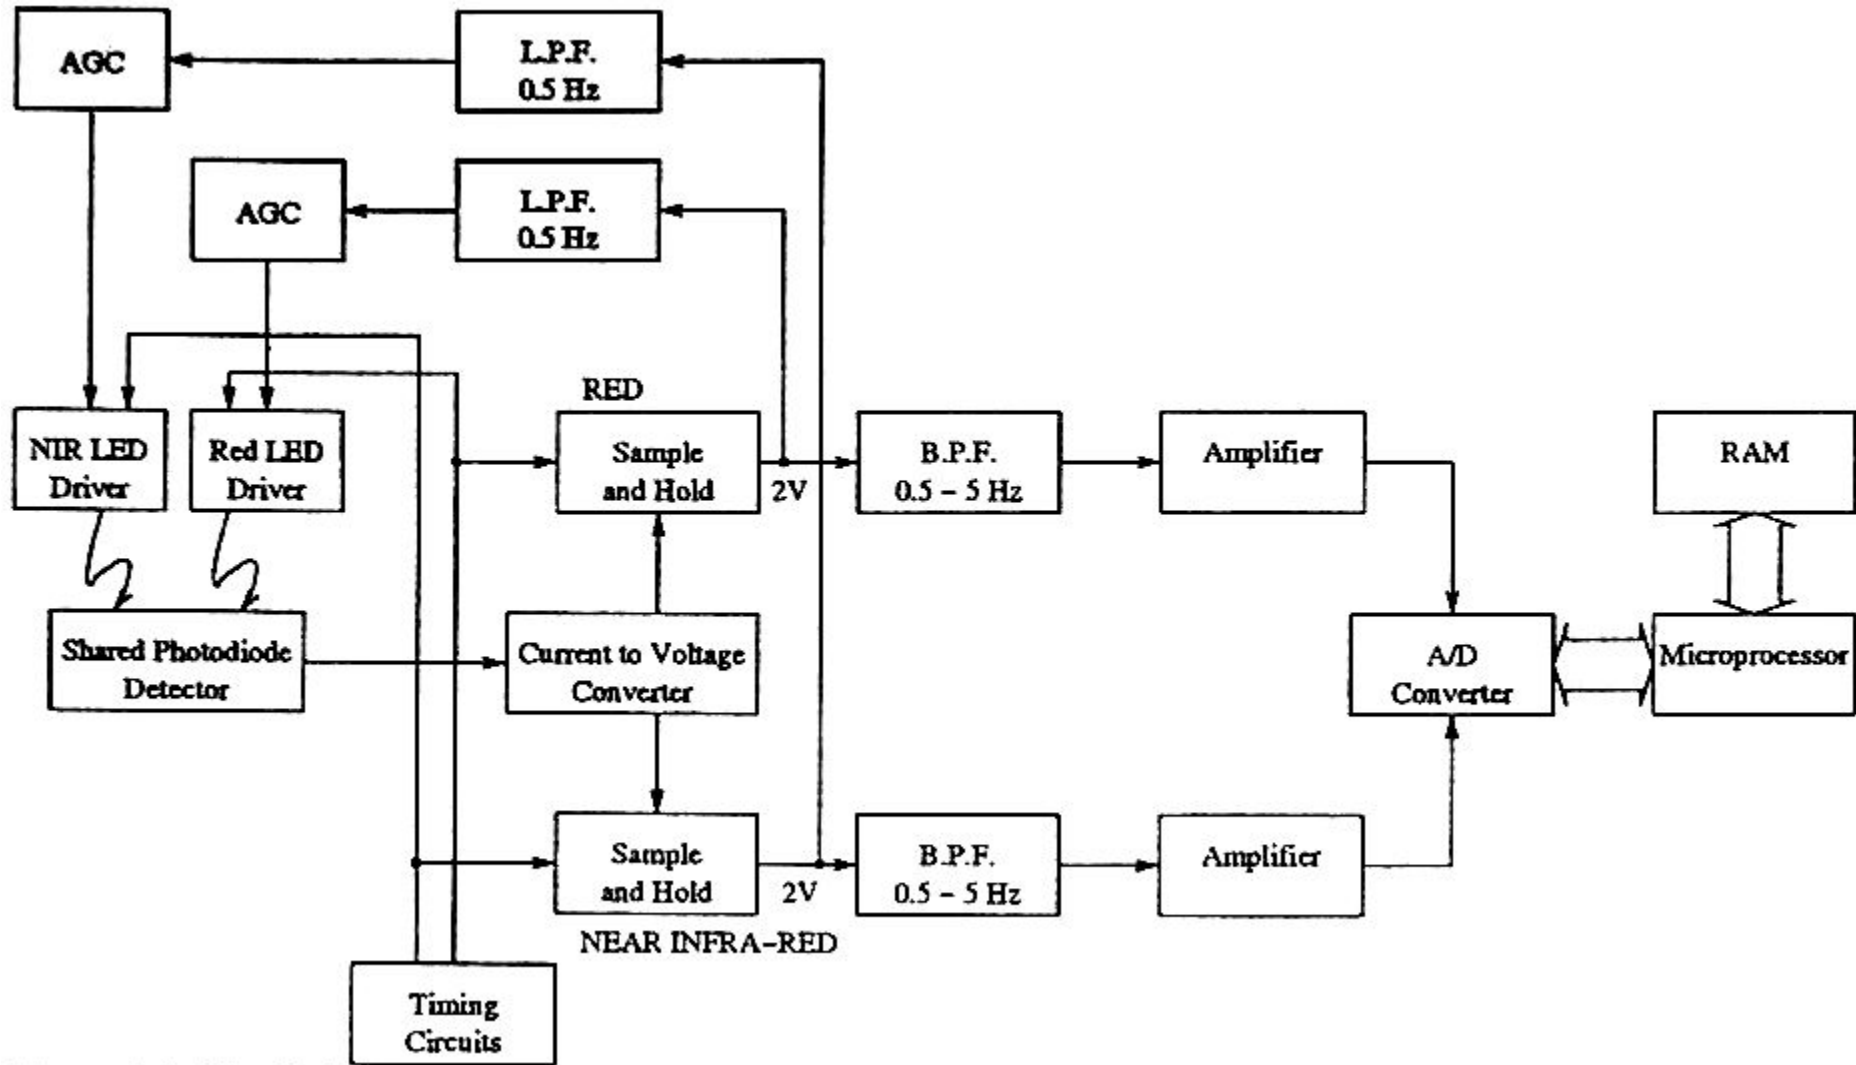 AGC
L.P.F.
0.5 Hz
AGC
L.P.F.
0.5 Hz
RED
NIR LED
Driver
Red LED
Driver
Sample
and Hold
2V
B.P.F.
0.5 – 5 Hz
Amplifier
RAM
Shared Photodiode
Detector
Current to Voltage
Converter
A/D
Converter
Microprocessor
Sample
and Hold
2V
B.P.F.
0.5 – 5 Hz
Amplifier
NEAR INFRA–RED
Timing
Circuits